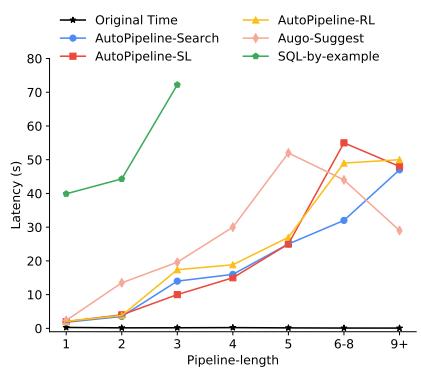 Original Time
AutoPipeline-Search
AutoPipeline-SL
AutoPipeline-RL
Augo-Suggest
SQL-by-example
80
70
60
50
40
30
20
10
0
Latency (s)
1 2 3 4 5 6-8 9+
Pipeline-length